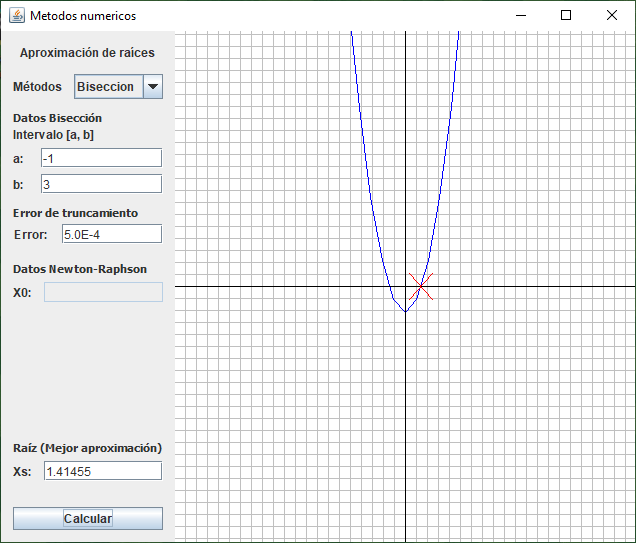 Metodos numericos
Aproximación de raíces
Métodos Biseccion
Datos Bisección
Intervalo [a, b]
a: -1
b: 3
Error de truncamiento
Error: 5.0E-4
Datos Newton-Raphson
X0:
Raíz (Mejor aproximación)
Xs: 1.41455
Calcular